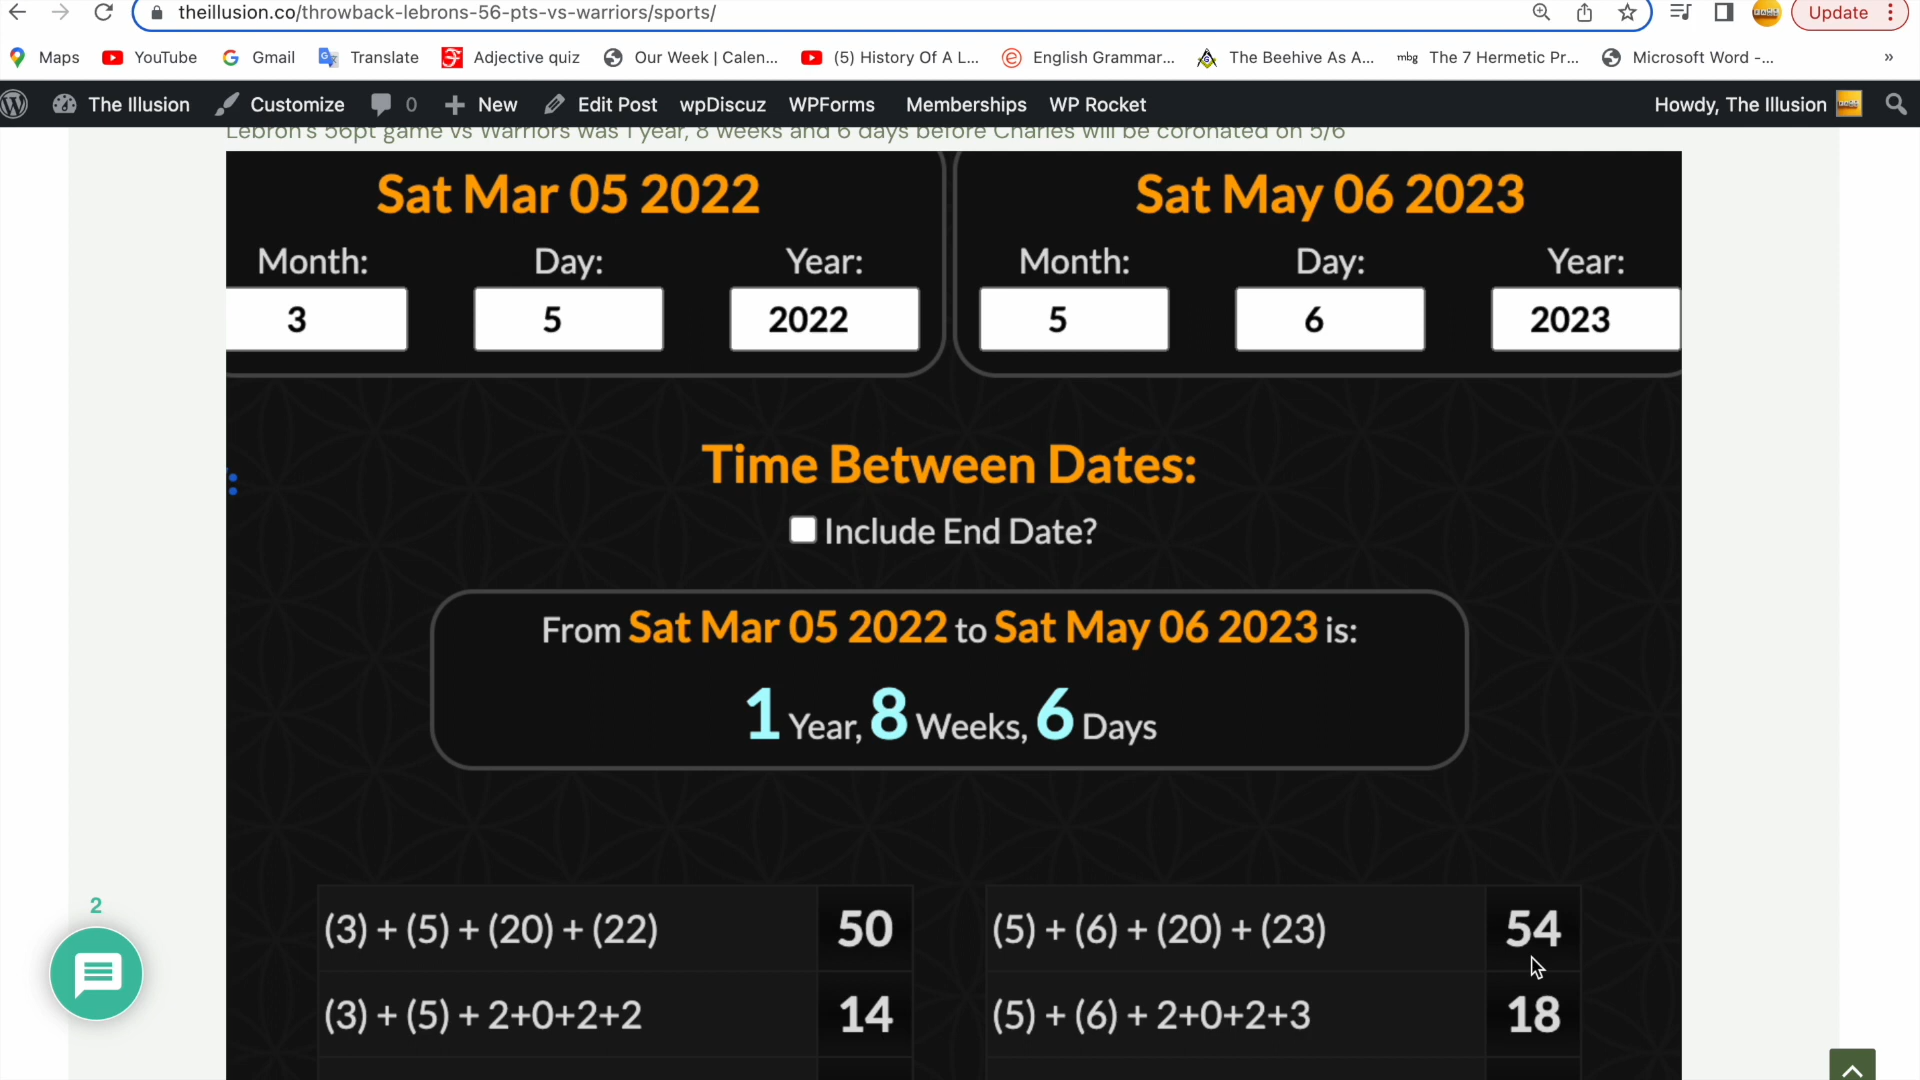 theillusion.co/throwback-lebrons-56-pts-vs-warriors/sports/
Update
Maps YouTube Gmail Translate Adjective quiz Our Week | Calen... (5) History Of A L... English Grammar... The Beehive As A... mbg The 7 Hermetic Pr... Microsoft Word -... »
The Illusion Customize 0 New Edit Post wpDiscuz WPForms Memberships WP Rocket Howdy, The Illusion
Lebron's 56pt game vs Warriors was 1 year, 8 weeks and 6 days before Charles will be coronated on 5/6
Sat Mar 05 2022 Sat May 06 2023
Month: Day: Year: Month: Day: Year:
3 5 2022 5 6 2023
Time Between Dates:
Include End Date?
From Sat Mar 05 2022 to Sat May 06 2023 is:
1 Year, 8 Weeks, 6 Days
2
(3) + (5) + (20) + (22) 50 (5) + (6) + (20) + (23) 54
(3) + (5) + 2+0+2+2 14 (5) + (6) + 2+0+2+3 18